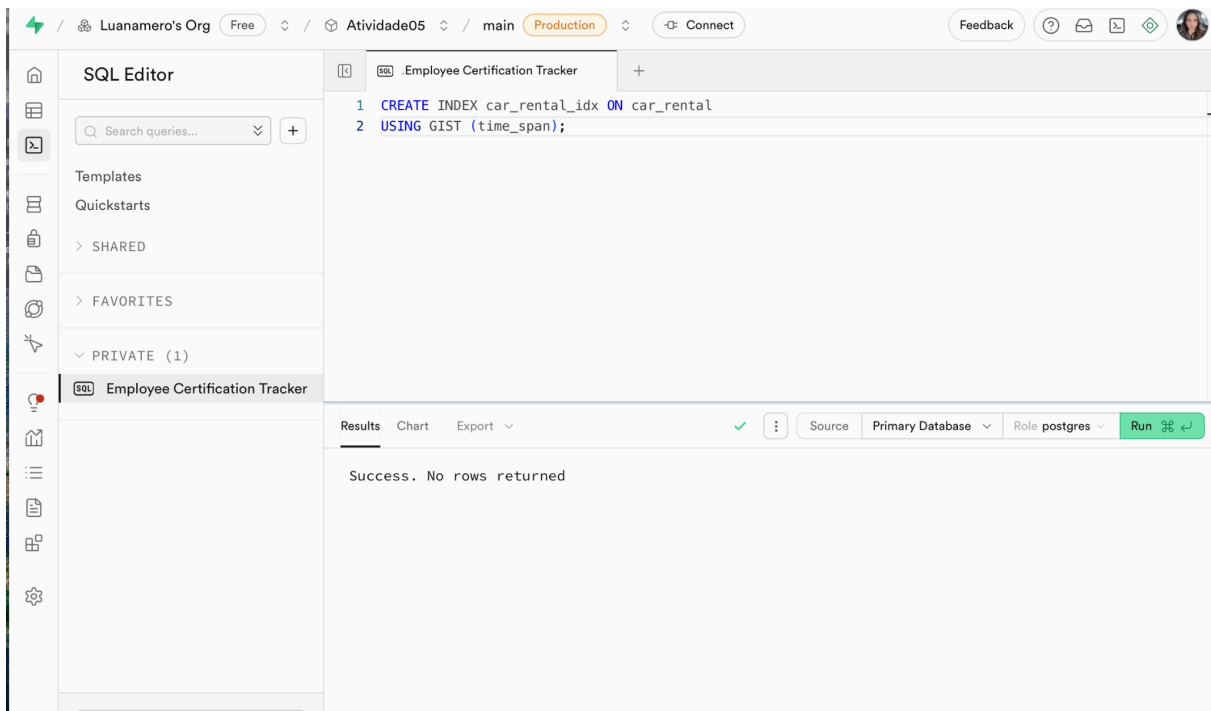 / Luanamero's Org Free / Atividade05 / main Production Connect Feedback
SQL Editor
Search queries...
Templates
Quickstarts
SHARED
FAVORITES
PRIVATE (1)
SQL Employee Certification Tracker
SQL .Employee Certification Tracker
1 CREATE INDEX car_rental_idx ON car_rental
2 USING GIST (time_span);
Results Chart Export Source Primary Database Role postgres Run ⌘ ↵
Success. No rows returned